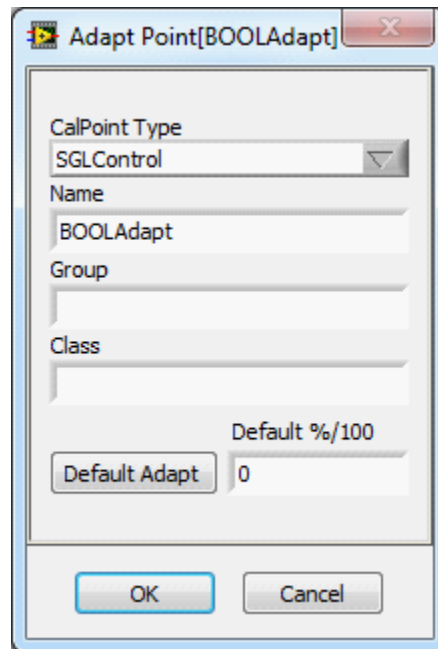 Adapt Point[BOOLAdapt]
CalPoint Type
SGLControl
Name
BOOLAdapt
Group
Class
Default %/100
Default Adapt
0
OK
Cancel